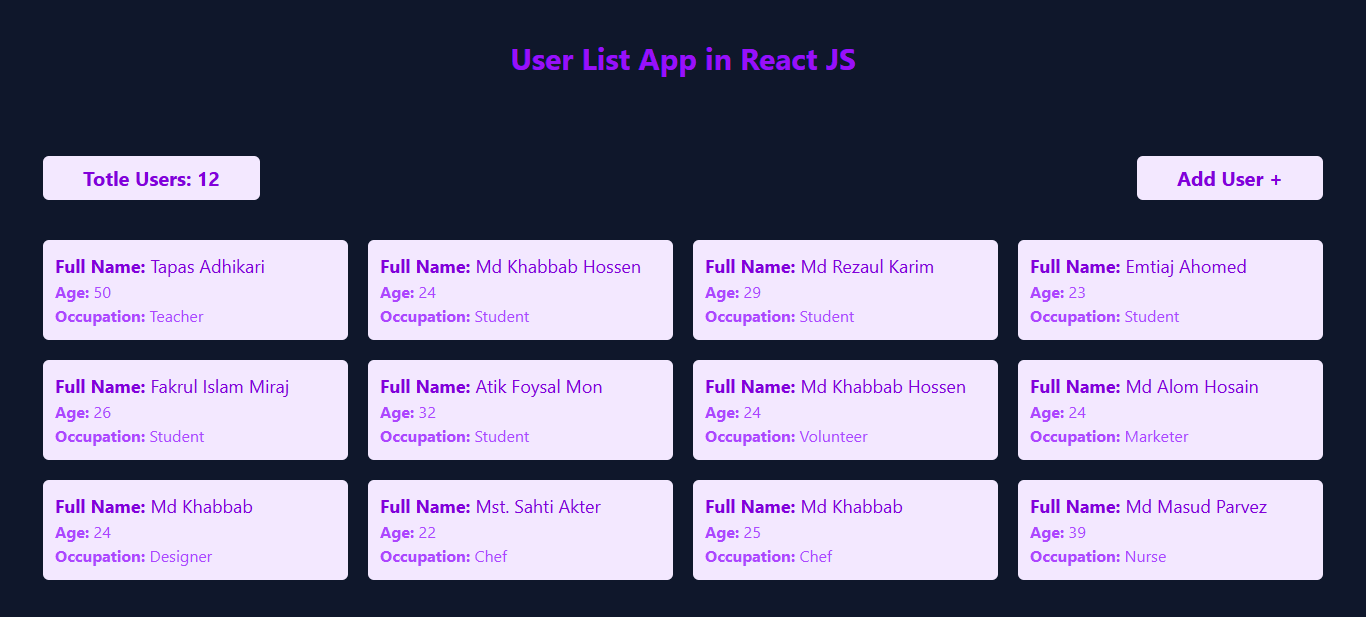 User List App in React JS
Totle Users: 12
Add User +
Full Name: Tapas Adhikari
Age: 50
Occupation: Teacher
Full Name: Md Khabbab Hossen
Age: 24
Occupation: Student
Full Name: Md Rezaul Karim
Age: 29
Occupation: Student
Full Name: Emtiaj Ahomed
Age: 23
Occupation: Student
Full Name: Fakrul Islam Miraj
Age: 26
Occupation: Student
Full Name: Atik Foysal Mon
Age: 32
Occupation: Student
Full Name: Md Khabbab Hossen
Age: 24
Occupation: Volunteer
Full Name: Md Alom Hosain
Age: 24
Occupation: Marketer
Full Name: Md Khabbab
Age: 24
Occupation: Designer
Full Name: Mst. Sahti Akter
Age: 22
Occupation: Chef
Full Name: Md Khabbab
Age: 25
Occupation: Chef
Full Name: Md Masud Parvez
Age: 39
Occupation: Nurse